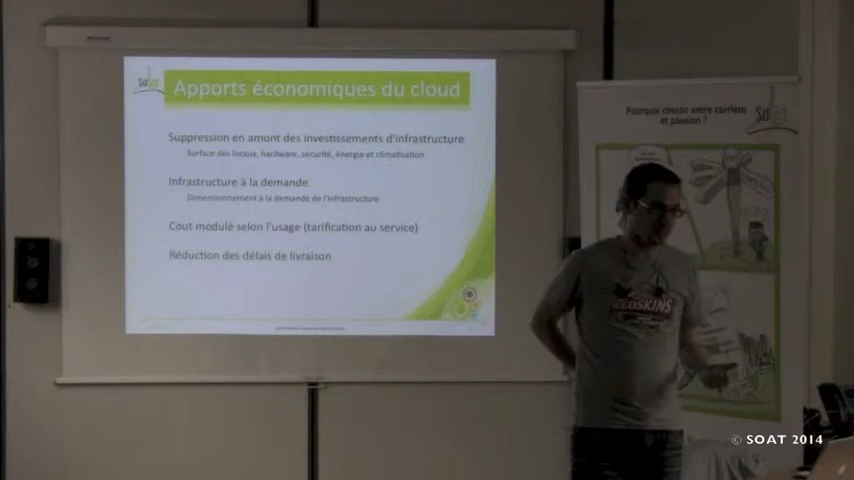 Apports économiques du cloud
Suppression en amont des investissements d'infrastructure
Surface des locaux, hardware, sécurité, énergie et climatisation
Infrastructure à la demande
Dimensionnement à la demande de l'infrastructure
Cout modulé selon l'usage (tarification au service)
Réduction des délais de livraison
Pourquoi choisir entre carrière
et passion ?
So
REDSKINS
© SOAT 2014